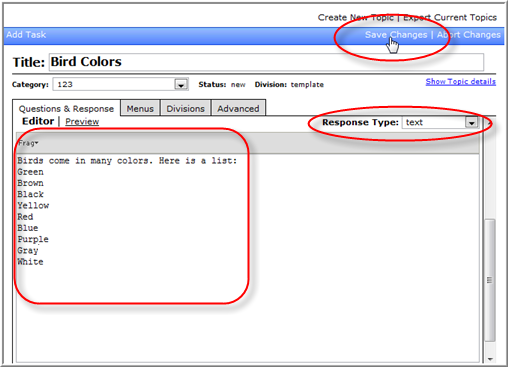 Create New Topic | Export Current Topics
Add Task Save Changes | Abort Changes
Title: Bird Colors
Category: 123 Status: new Division: template Show Topic details
Questions & Response Menus Divisions Advanced
Editor | Preview Response Type: text
Frag
Birds come in many colors. Here is a list:
Green
Brown
Black
Yellow
Red
Blue
Purple
Gray
White